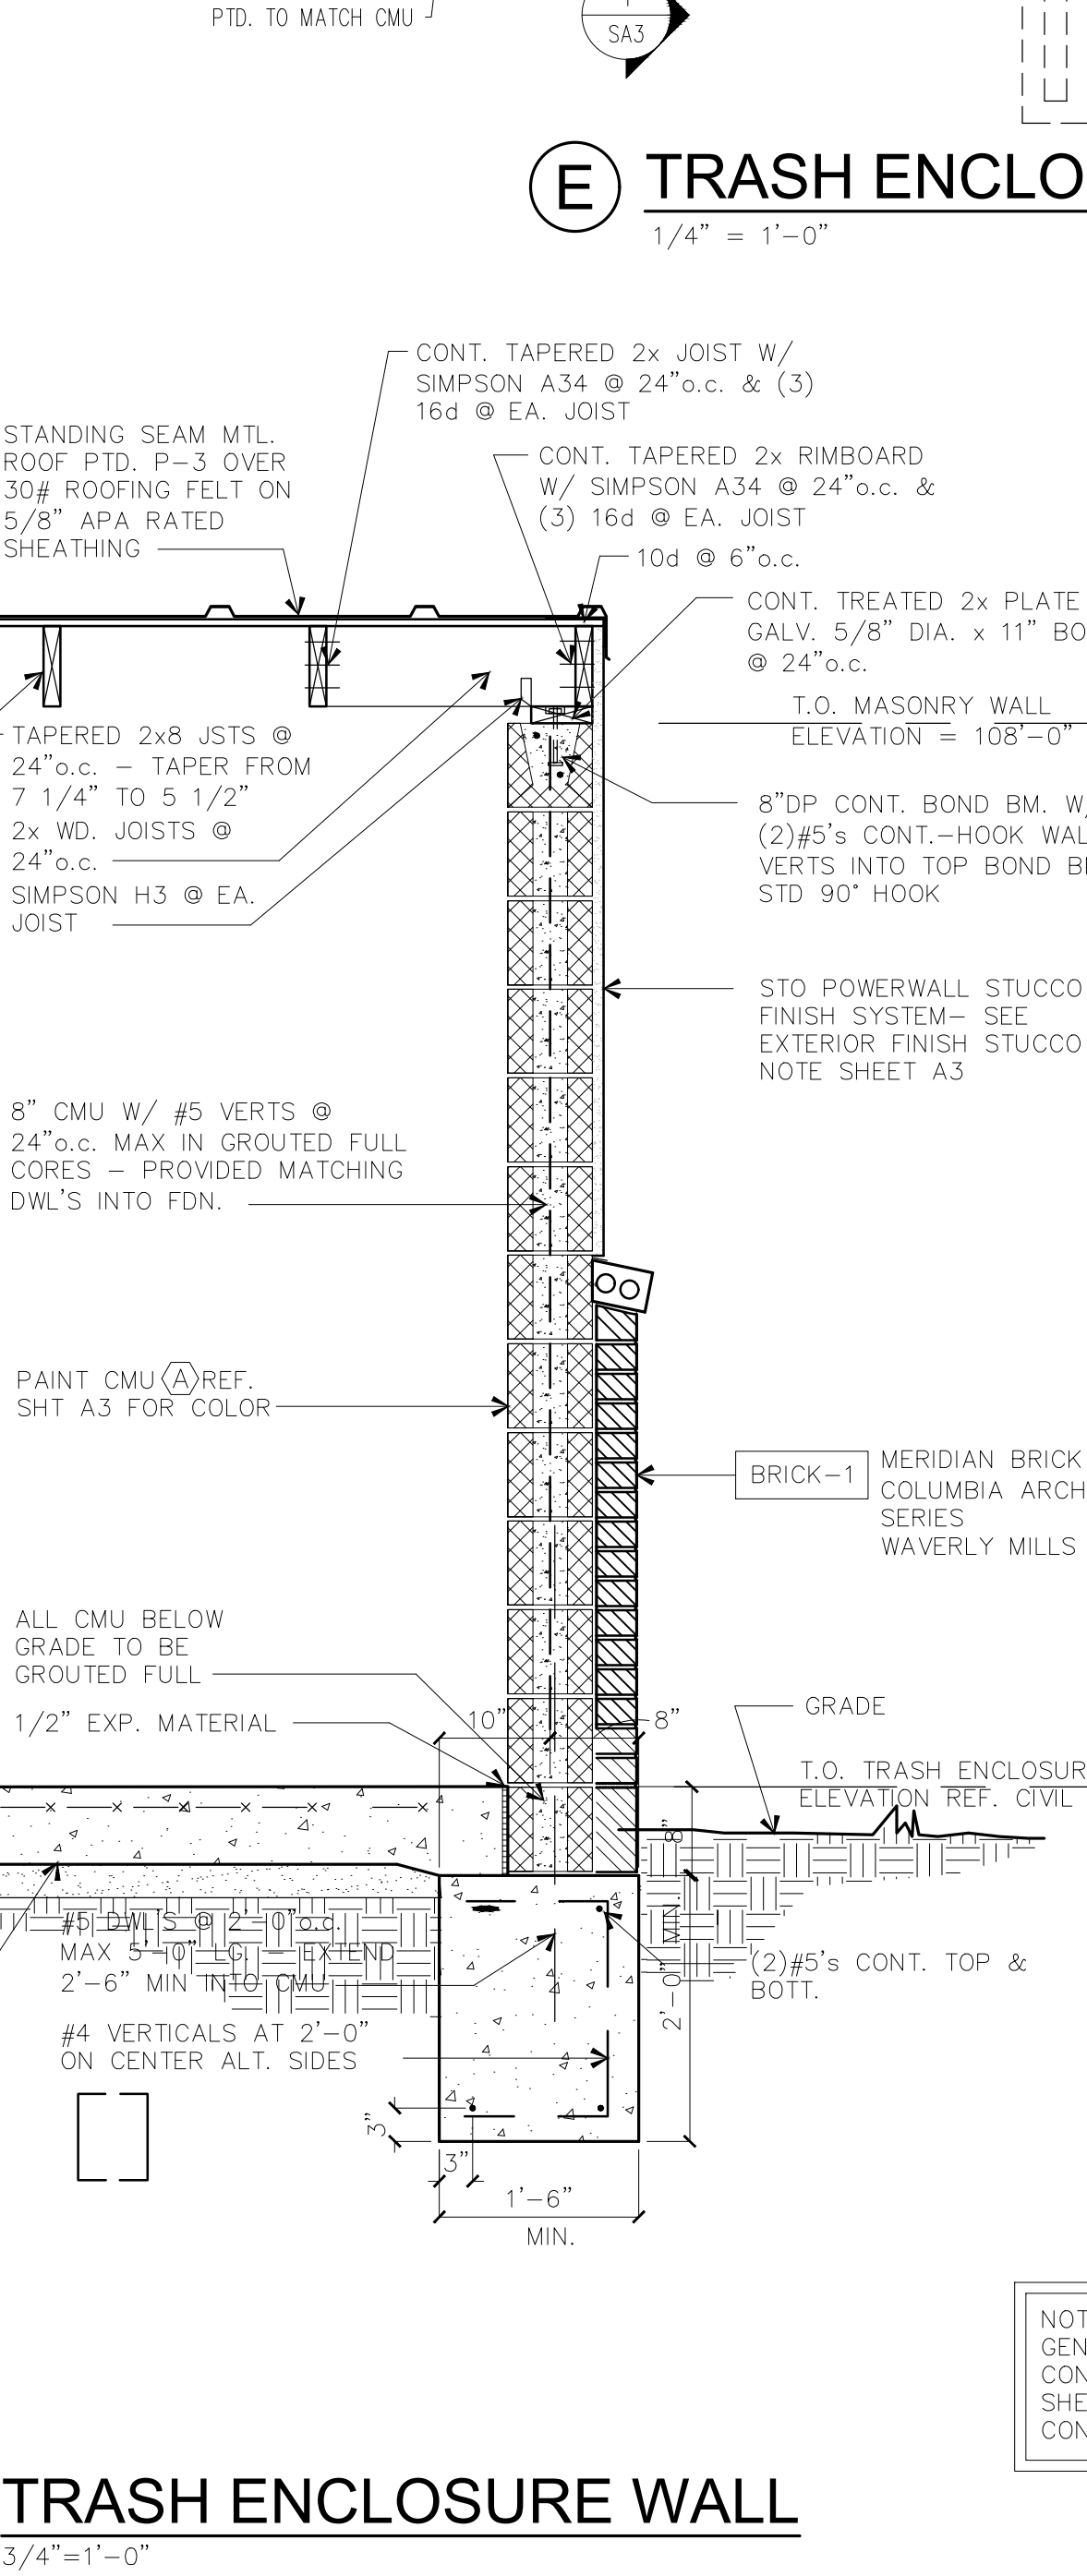 PTD. TO MATCH CMU
1
SA3
E
TRASH ENCLO
1/4" = 1'-0"
CONT. TAPERED 2x JOIST W/
SIMPSON A34 @ 24"o.c. & (3)
16d @ EA. JOIST
STANDING SEAM MTL.
ROOF PTD. P-3 OVER
30# ROOFING FELT ON
5/8" APA RATED
SHEATHING
CONT. TAPERED 2x RIMBOARD
W/ SIMPSON A34 @ 24"o.c. &
(3) 16d @ EA. JOIST
10d @ 6"o.c.
CONT. TREATED 2x PLATE
GALV. 5/8" DIA. x 11" BO
@ 24"o.c.
T.O. MASONRY WALL
ELEVATION = 108'-0"
TAPERED 2x8 JSTS @
24"o.c. - TAPER FROM
7 1/4" TO 5 1/2"
2x WD. JOISTS @
24"o.c.
SIMPSON H3 @ EA.
JOIST
8"DP CONT. BOND BM. W/
(2)#5's CONT.-HOOK WAL
VERTS INTO TOP BOND B
STD 90° HOOK
STO POWERWALL STUCCO
FINISH SYSTEM- SEE
EXTERIOR FINISH STUCCO
NOTE SHEET A3
8" CMU W/ #5 VERTS @
24"o.c. MAX IN GROUTED FULL
CORES - PROVIDED MATCHING
DWL'S INTO FDN.
PAINT CMU A REF.
SHT A3 FOR COLOR
BRICK-1
MERIDIAN BRICK
COLUMBIA ARCH
SERIES
WAVERLY MILLS
ALL CMU BELOW
GRADE TO BE
GROUTED FULL
1/2" EXP. MATERIAL
10"
8"
GRADE
T.O. TRASH ENCLOSUR
ELEVATION REF. CIVIL
8"
#5 DWL'S @ 2'-0"o.c.
MAX 5'-0" LG. - EXTEND
2'-6" MIN INTO CMU
2'-0" MIN.
(2)#5's CONT. TOP &
BOTT.
#4 VERTICALS AT 2'-0"
ON CENTER ALT. SIDES
3"
3"
1'-6"
MIN.
NOT
GEN
CON
SHE
CON
TRASH ENCLOSURE WALL
3/4"=1'-0"